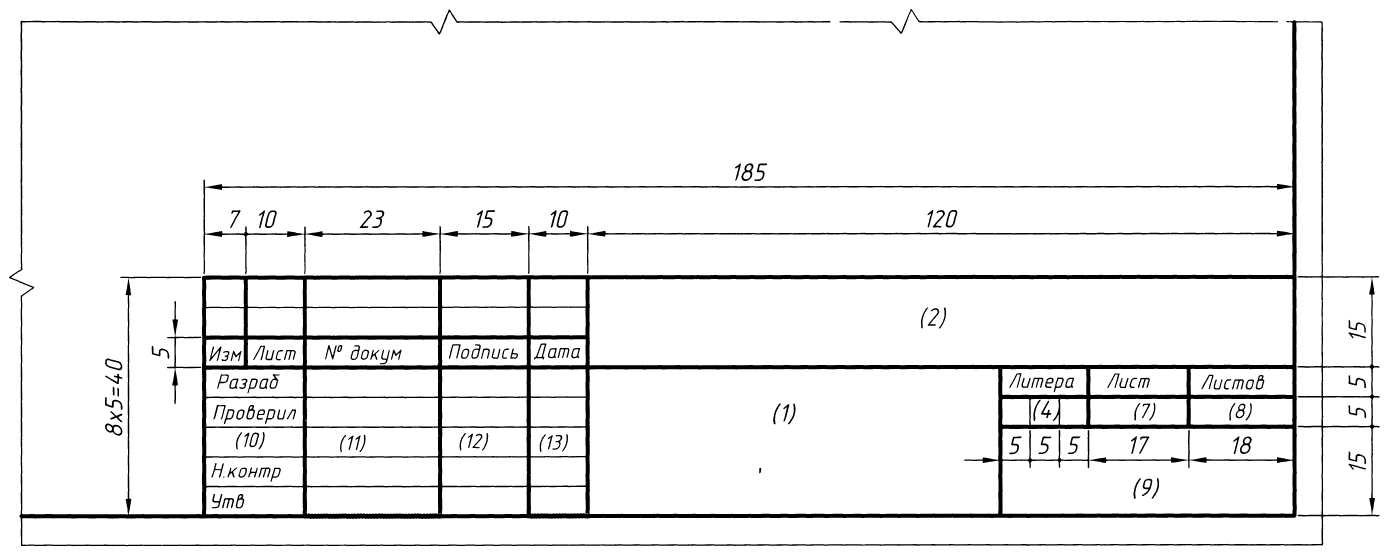 185
7 10 23 15 10 120
(2)
15
5
8x5=40
Изм Лист № докум Подпись Дата
Разраб
Литера Лист Листов
5
Проверил
(1)
(4) (7) (8)
5
(10) (11) (12) (13)
5 5 5 17 18
15
Н.контр
(9)
Утв